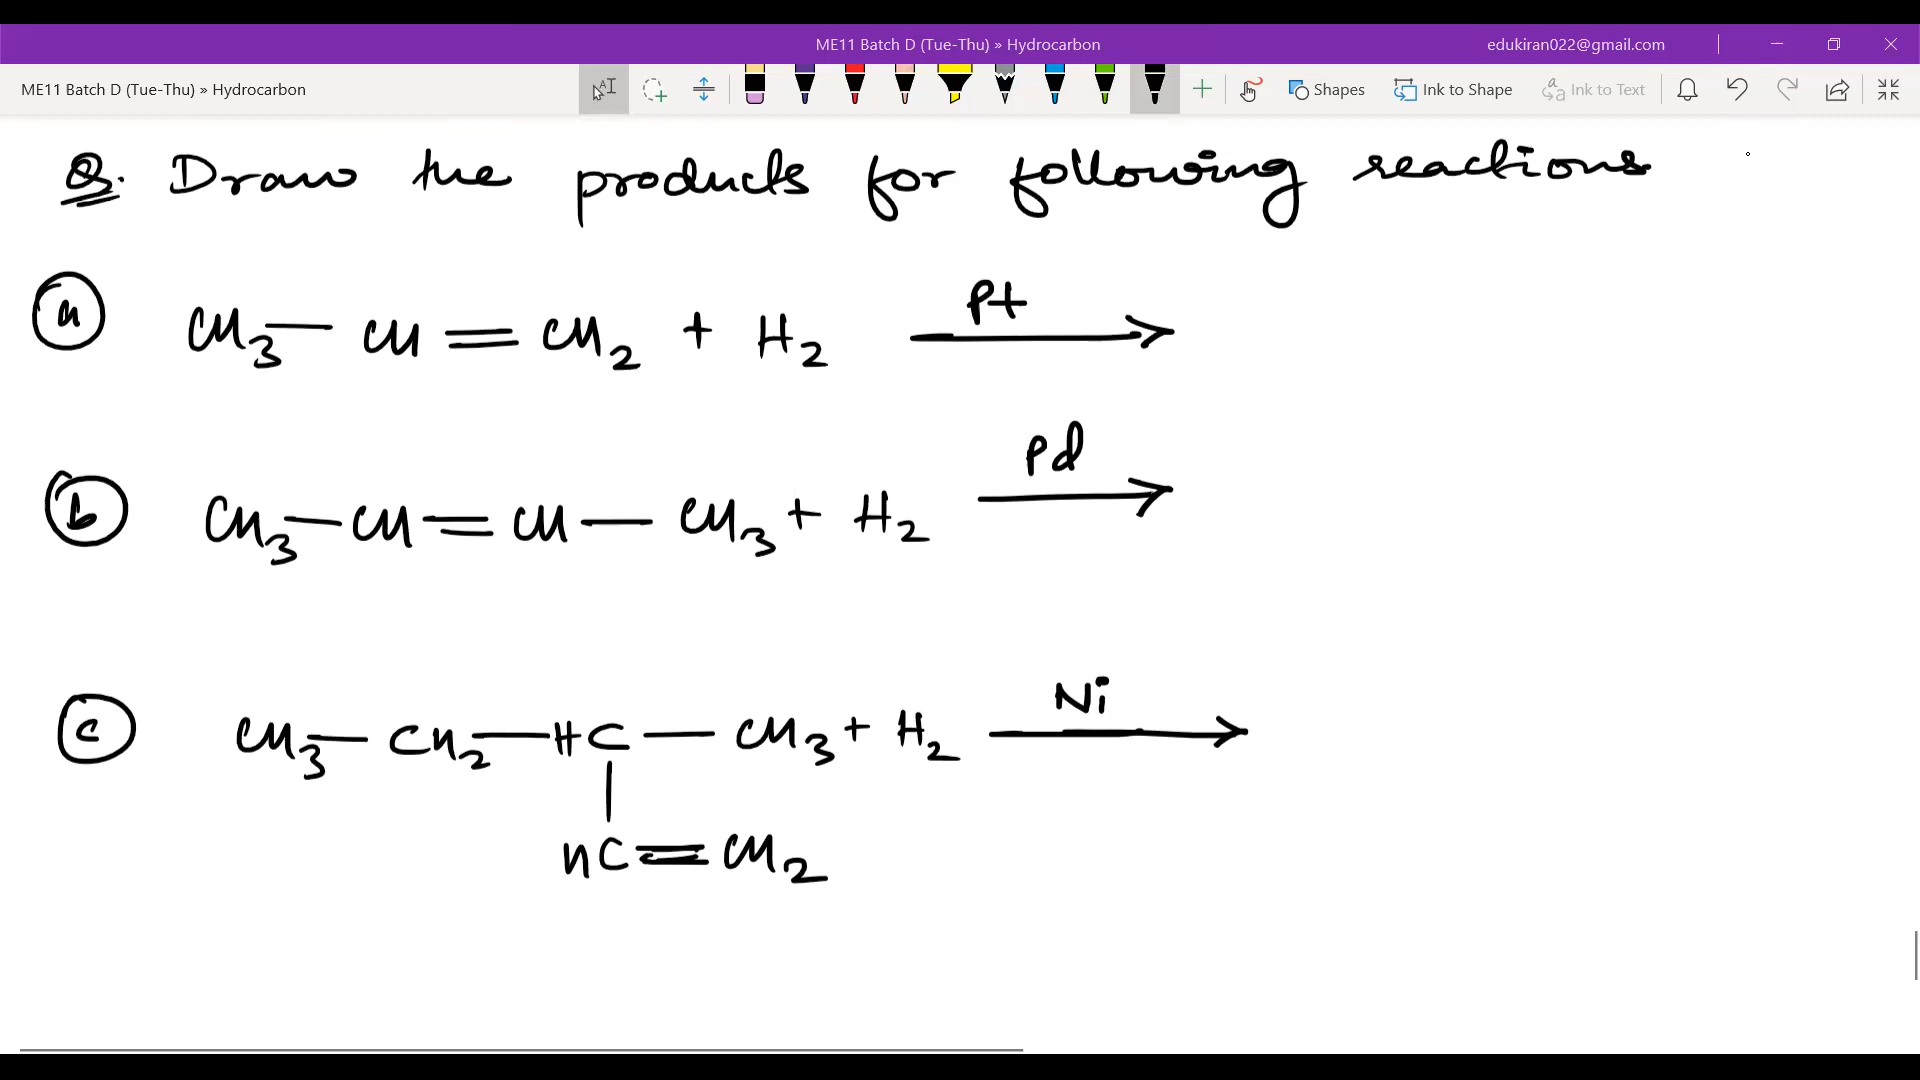 ME11 Batch D (Tue-Thu) » Hydrocarbon
edukiran022@gmail.com
ME11 Batch D (Tue-Thu) » Hydrocarbon
Shapes
Ink to Shape
Ink to Text
Q. Draw the products for following reactions
(a) CH3 — CH = CH2 + H2 Pt →
(b) CH3 — CH = CH — CH3 + H2 Pd →
(c) CH3 — CH2 — HC — CH3 + H2 Ni →
|
HC = CH2